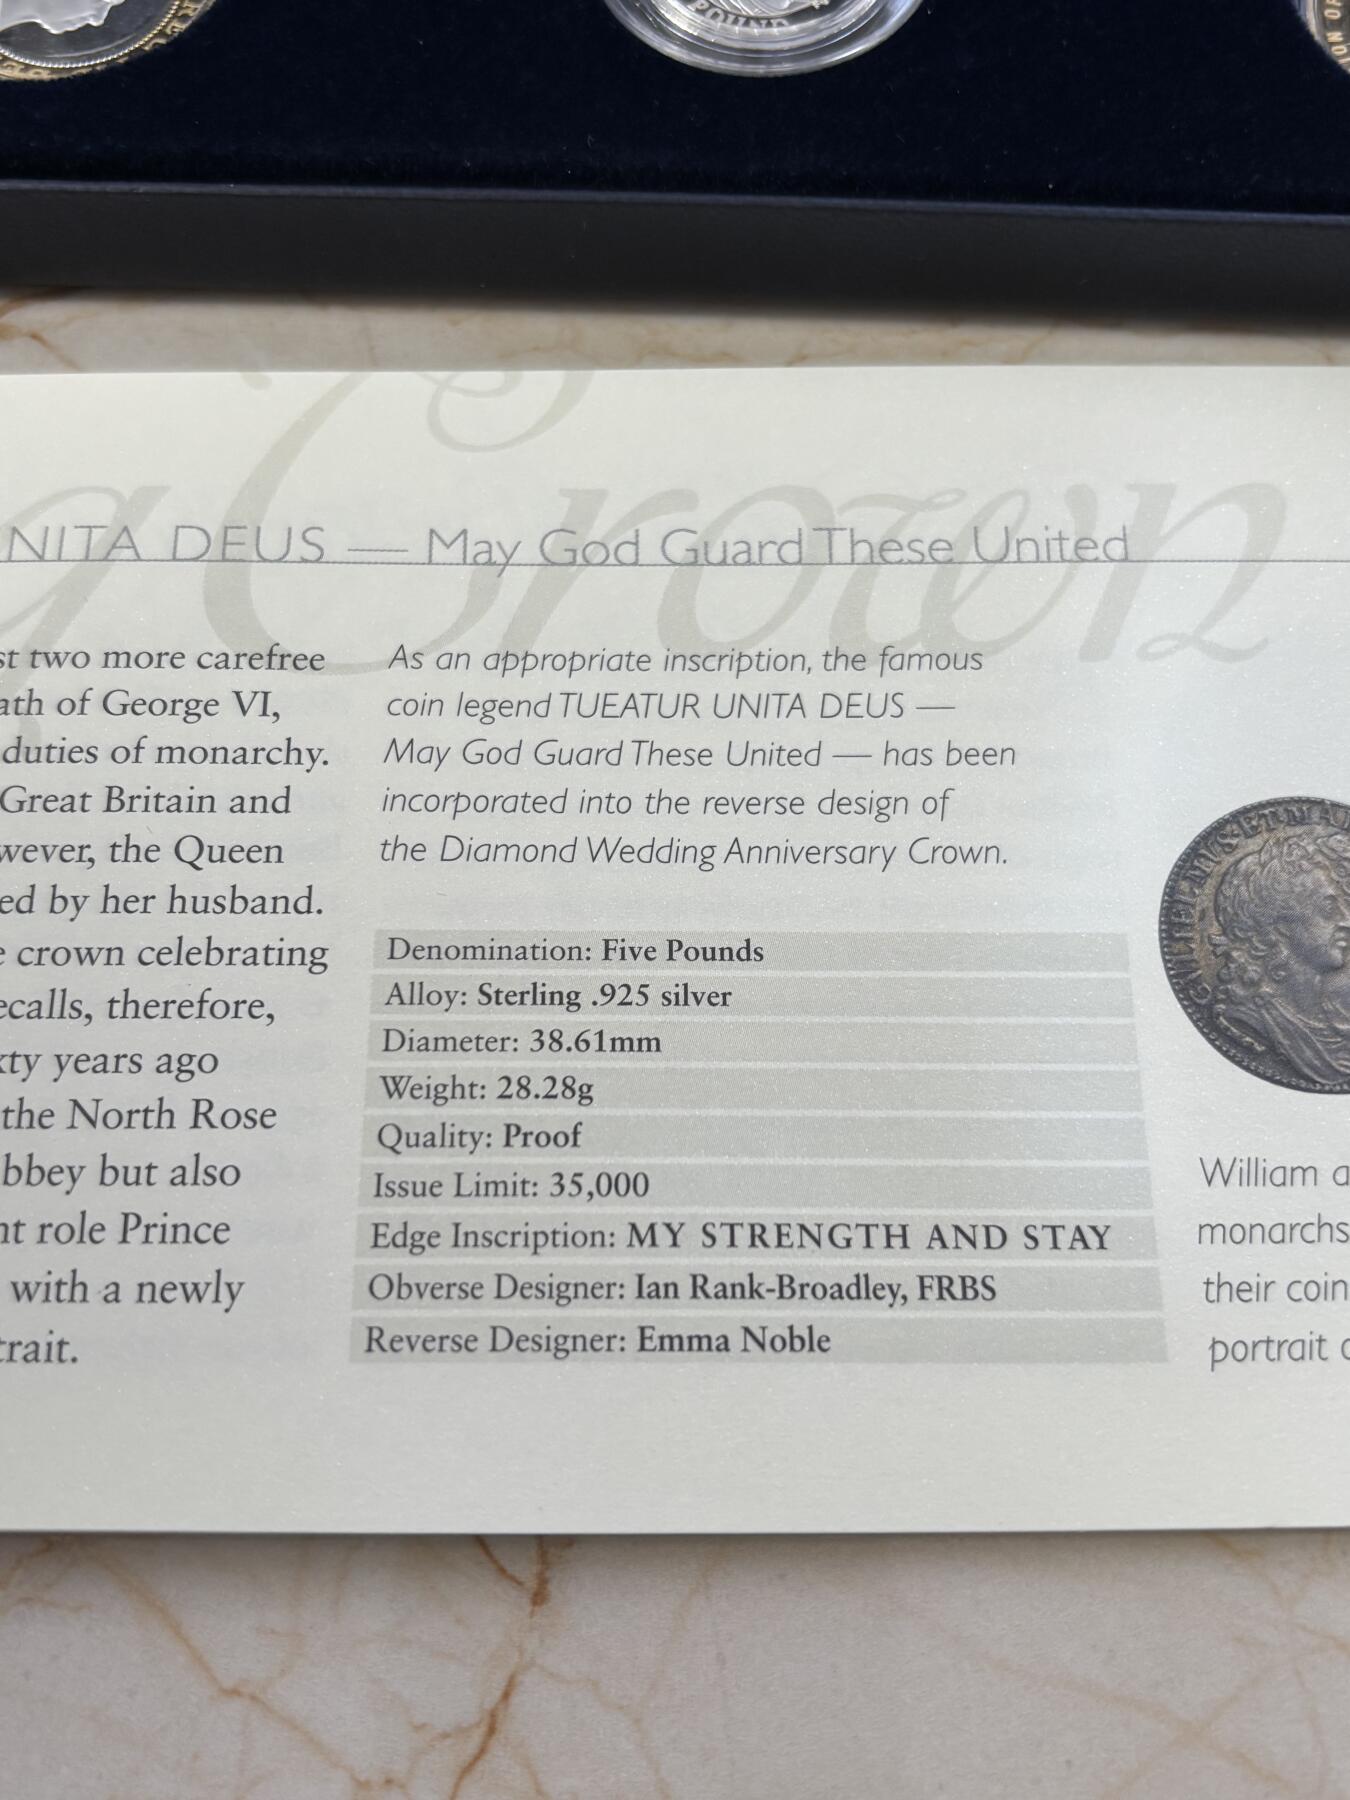 POUND
Crown
NITA DEUS — May God Guard These United
st two more carefree
ath of George VI,
duties of monarchy.
Great Britain and
wever, the Queen
ed by her husband.
e crown celebrating
ecalls, therefore,
xty years ago
the North Rose
bbey but also
nt role Prince
with a newly
trait.
As an appropriate inscription, the famous
coin legend TUEATUR UNITA DEUS —
May God Guard These United — has been
incorporated into the reverse design of
the Diamond Wedding Anniversary Crown.
Denomination: Five Pounds
Alloy: Sterling .925 silver
Diameter: 38.61mm
Weight: 28.28g
Quality: Proof
Issue Limit: 35,000
Edge Inscription: MY STRENGTH AND STAY
Obverse Designer: Ian Rank-Broadley, FRBS
Reverse Designer: Emma Noble
William a
monarchs
their coin
portrait